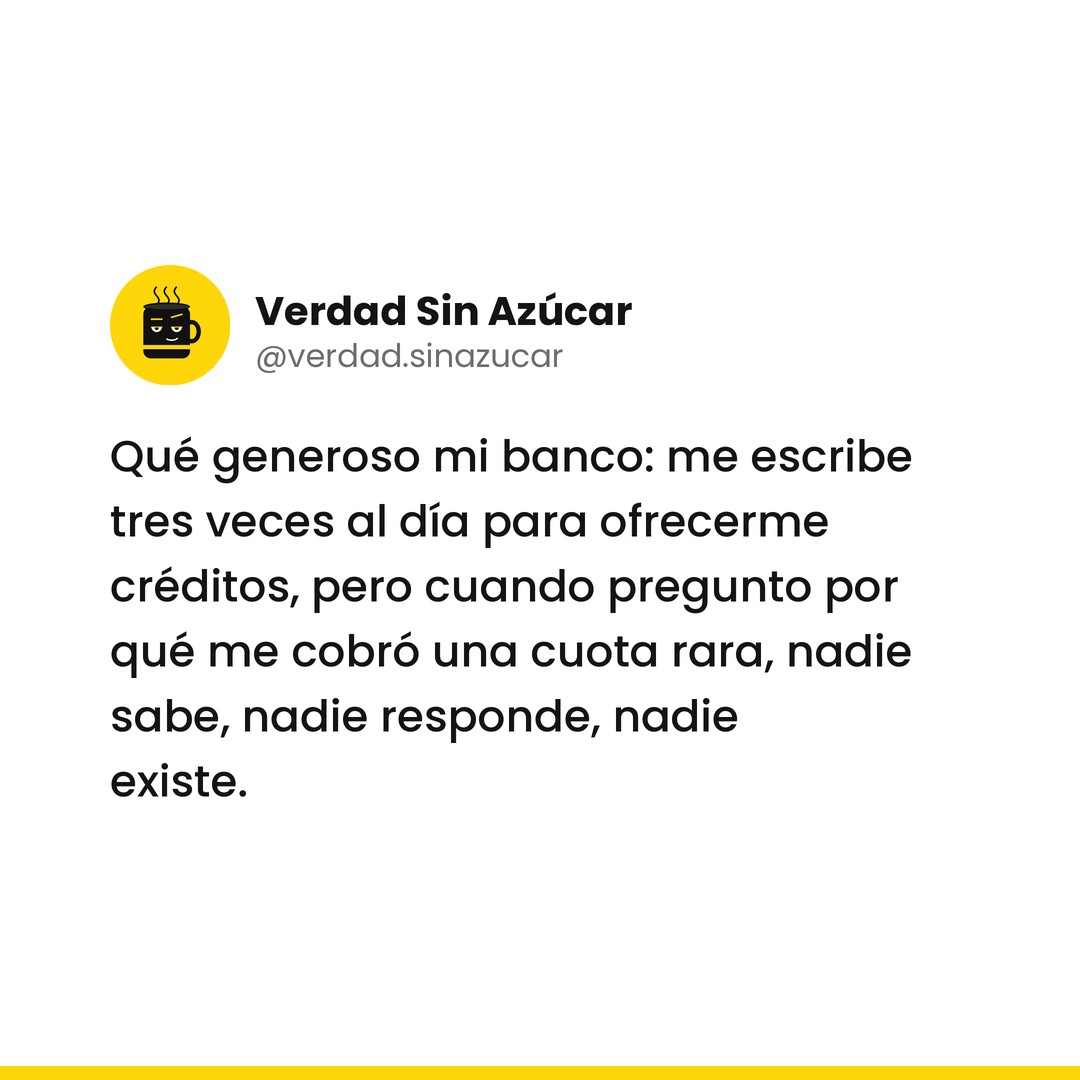 Verdad Sin Azúcar
@verdad.sinazucar
Qué generoso mi banco: me escribe
tres veces al día para ofrecerme
créditos, pero cuando pregunto por
qué me cobró una cuota rara, nadie
sabe, nadie responde, nadie
existe.